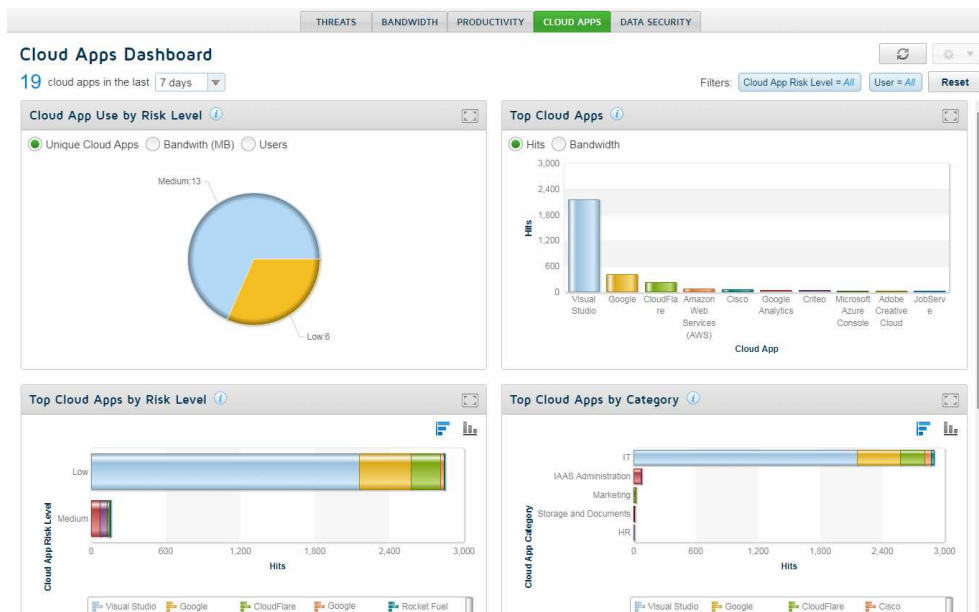 THREATS BANDWIDTH PRODUCTIVITY CLOUD APPS DATA SECURITY
Cloud Apps Dashboard
19 cloud apps in the last 7 days
Filters: Cloud App Risk Level = All User = All Reset
Cloud App Use by Risk Level
Unique Cloud Apps Bandwith (MB) Users
Medium:13
Low:6
Top Cloud Apps
Hits Bandwidth
3,000
2,400
1,800
1,200
600
0
Hits
Visual Studio
Google
CloudFla re
Amazon Web Services (AWS)
Cisco
Google Analytics
Criteo
Microsoft Azure Console
Adobe Creative Cloud
JobServ e
Cloud App
Top Cloud Apps by Risk Level
Cloud App Risk Level
Low
Medium
0 600 1,200 1,800 2,400 3,000
Hits
Visual Studio Google CloudFlare Google Rocket Fuel
Top Cloud Apps by Category
Cloud App Category
IT
IAAS Administration
Marketing
Storage and Documents
HR
0 600 1,200 1,800 2,400 3,000
Hits
Visual Studio Google CloudFlare Cisco